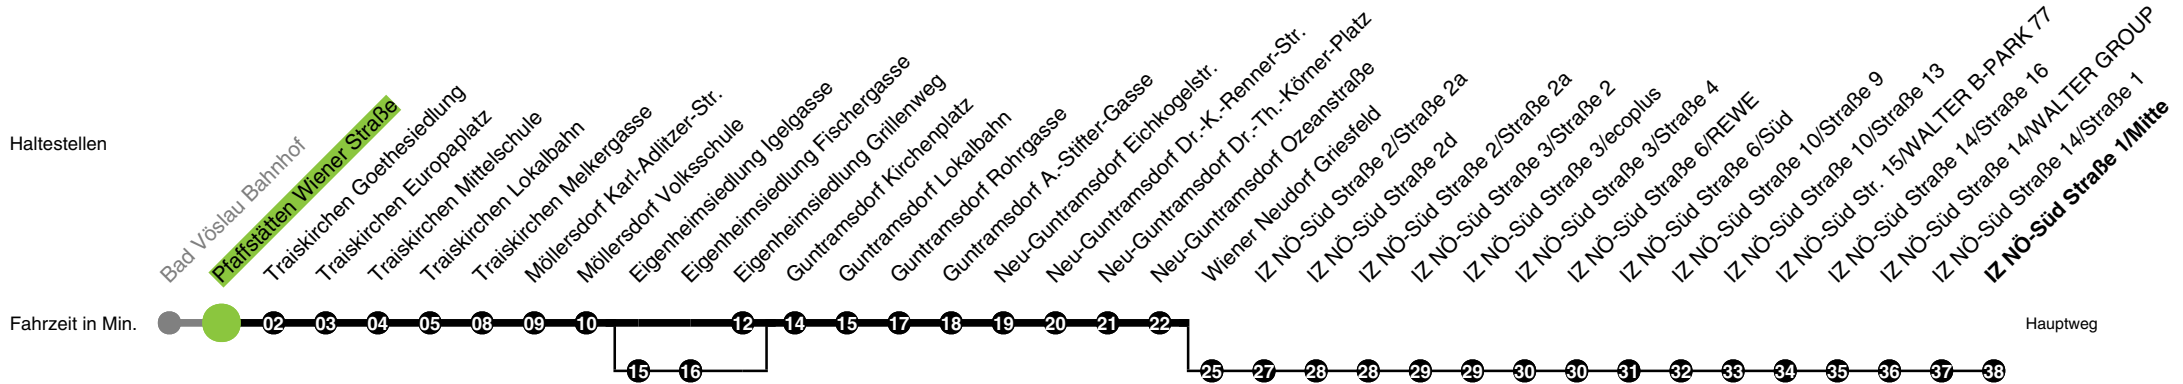 Haltestellen
Bad Vöslau Bahnhof
Pfaffstätten Wiener Straße
Traiskirchen Goethesiedlung
Traiskirchen Europaplatz
Traiskirchen Mittelschule
Traiskirchen Lokalbahn
Traiskirchen Melkergasse
Möllersdorf Karl-Adlitzer-Str.
Möllersdorf Volksschule
Eigenheimsiedlung Igelgasse
Eigenheimsiedlung Fischergasse
Eigenheimsiedlung Grillenweg
Guntramsdorf Kirchenplatz
Guntramsdorf Lokalbahn
Guntramsdorf Rohrgasse
Guntramsdorf A.-Stifter-Gasse
Neu-Guntramsdorf Eichkogelstr.
Neu-Guntramsdorf Dr.-K.-Renner-Str.
Neu-Guntramsdorf Dr.-Th.-Körner-Platz
Neu-Guntramsdorf Ozeanstraße
Wiener Neudorf Griesfeld
IZ NÖ-Süd Straße 2/Straße 2a
IZ NÖ-Süd Straße 2d
IZ NÖ-Süd Straße 2/Straße 2a
IZ NÖ-Süd Straße 3/Straße 2
IZ NÖ-Süd Straße 3/ecoplus
IZ NÖ-Süd Straße 3/Straße 4
IZ NÖ-Süd Straße 6/REWE
IZ NÖ-Süd Straße 6/Süd
IZ NÖ-Süd Straße 10/Straße 9
IZ NÖ-Süd Straße 10/Straße 13
IZ NÖ-Süd Str. 15/WALTER B-PARK 77
IZ NÖ-Süd Straße 14/Straße 16
IZ NÖ-Süd Straße 14/WALTER GROUP
IZ NÖ-Süd Straße 14/Straße 1
IZ NÖ-Süd Straße 1/Mitte
Fahrzeit in Min.
02 03 04 05 08 09 10 12 14 15 17 18 19 20 21 22
Hauptweg
15 16 25 27 28 28 29 29 30 30 31 32 33 34 35 36 37 38